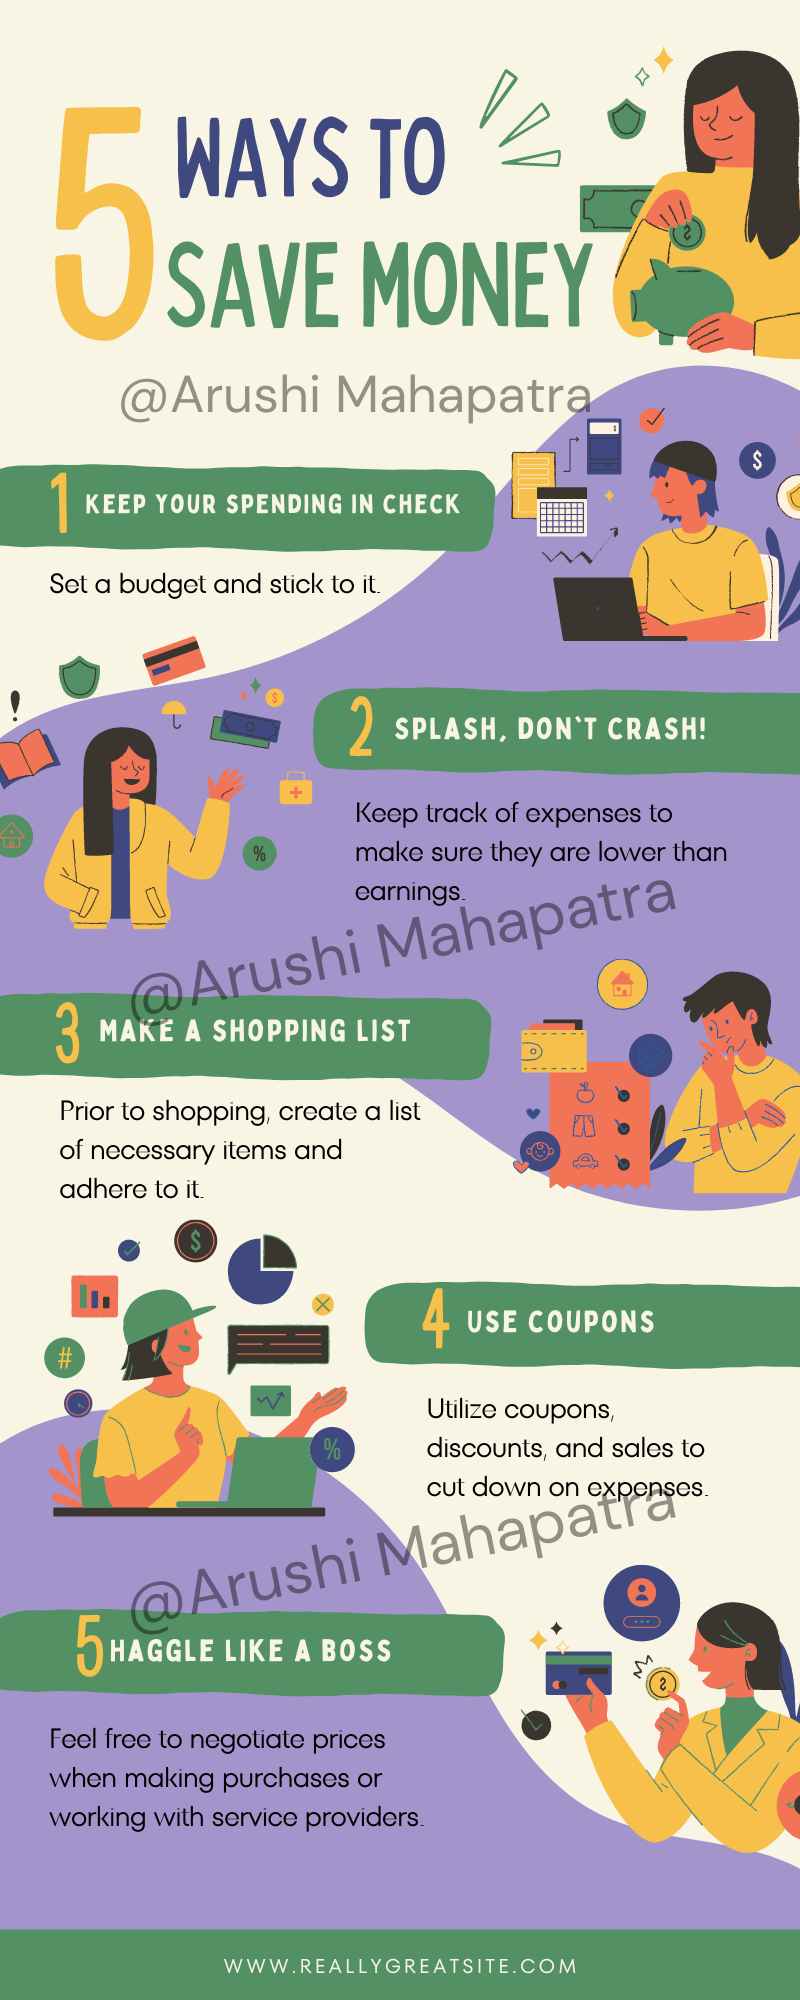 5 WAYS TO
SAVE MONEY
@Arushi Mahapatra
1 KEEP YOUR SPENDING IN CHECK
Set a budget and stick to it.
2 SPLASH, DON'T CRASH!
Keep track of expenses to
make sure they are lower than
earnings.
@Arushi Mahapatra
3 MAKE A SHOPPING LIST
Prior to shopping, create a list
of necessary items and
adhere to it.
4 USE COUPONS
Utilize coupons,
discounts, and sales to
cut down on expenses.
@Arushi Mahapatra
5 HAGGLE LIKE A BOSS
Feel free to negotiate prices
when making purchases or
working with service providers.
WWW.REALLYGREATSITE.COM